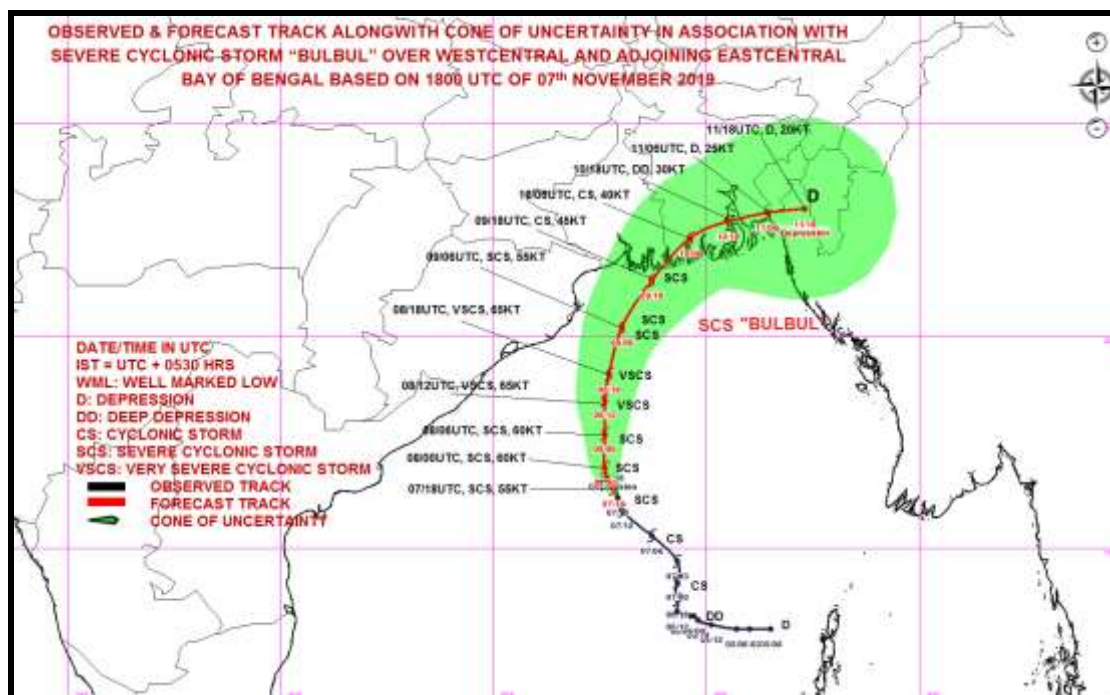 OBSERVED & FORECAST TRACK ALONGWITH CONE OF UNCERTAINTY IN ASSOCIATION WITH
SEVERE CYCLONIC STORM "BULBUL" OVER WESTCENTRAL AND ADJOINING EASTCENTRAL
BAY OF BENGAL BASED ON 1800 UTC OF 07th NOVEMBER 2019
11/18UTC, D, 20KT
11/06UTC, D, 25KT
10/18UTC, DD, 30KT
10/06UTC, CS, 40KT
09/18UTC, CS, 45KT
09/06UTC, SCS, 55KT
08/18UTC, VSCS, 65KT
08/12UTC, VSCS, 65KT
08/06UTC, SCS, 60KT
08/00UTC, SCS, 60KT
07/18UTC, SCS, 55KT
D
SCS
SCS
SCS
VSCS
VSCS
SCS
SCS
SCS
CS
CS
DD
D
SCS "BULBUL
DATE/TIME IN UTC
IST = UTC + 0530 HRS
WML: WELL MARKED LOW
D: DEPRESSION
DD: DEEP DEPRESSION
CS: CYCLONIC STORM
SCS: SEVERE CYCLONIC STORM
VSCS: VERY SEVERE CYCLONIC STORM
OBSERVED TRACK
FORECAST TRACK
CONE OF UNCERTAINTY